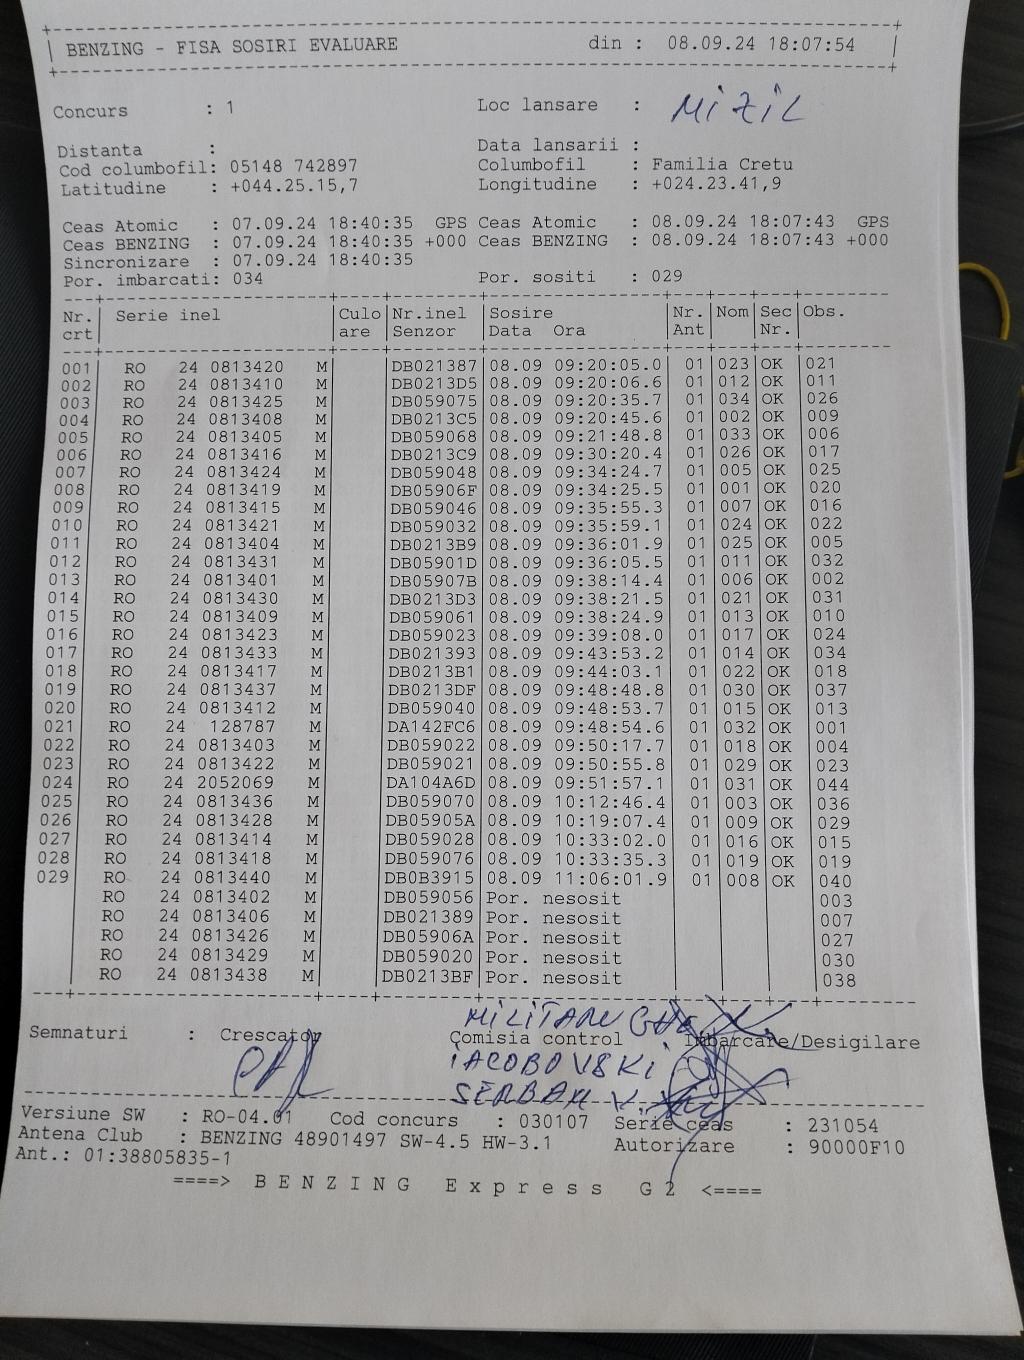 BENZING - FISA SOSIRI EVALUARE din : 08.09.24 18:07:54
Concurs : 1 Loc lansare : MIZIL
Distanta : Data lansarii :
Cod columbofil: 05148 742897 Columbofil : Familia Cretu
Latitudine : +044.25.15,7 Longitudine : +024.23.41,9
Ceas Atomic : 07.09.24 18:40:35 GPS Ceas Atomic : 08.09.24 18:07:43 GPS
Ceas BENZING : 07.09.24 18:40:35 +000 Ceas BENZING : 08.09.24 18:07:43 +000
Sincronizare : 07.09.24 18:40:35
Por. imbarcati: 034 Por. sositi : 029
Nr. Serie inel Culo Nr.inel Sosire Nr. Nom Sec Obs.
crt are Senzor Data Ora Ant Nr.
001 RO 24 0813420 M DB021387 08.09 09:20:05.0 01 023 OK 021
002 RO 24 0813410 M DB0213D5 08.09 09:20:06.6 01 012 OK 011
003 RO 24 0813425 M DB059075 08.09 09:20:35.7 01 034 OK 026
004 RO 24 0813408 M DB0213C5 08.09 09:20:45.6 01 002 OK 009
005 RO 24 0813405 M DB059068 08.09 09:21:48.8 01 033 OK 006
006 RO 24 0813416 M DB0213C9 08.09 09:30:20.4 01 026 OK 017
007 RO 24 0813424 M DB059048 08.09 09:34:24.7 01 005 OK 025
008 RO 24 0813419 M DB05906F 08.09 09:34:25.5 01 001 OK 020
009 RO 24 0813415 M DB059046 08.09 09:35:55.3 01 007 OK 016
010 RO 24 0813421 M DB059032 08.09 09:35:59.1 01 024 OK 022
011 RO 24 0813404 M DB0213B9 08.09 09:36:01.9 01 025 OK 005
012 RO 24 0813431 M DB05901D 08.09 09:36:05.5 01 011 OK 032
013 RO 24 0813401 M DB05907B 08.09 09:38:14.4 01 006 OK 002
014 RO 24 0813430 M DB0213D3 08.09 09:38:21.5 01 021 OK 031
015 RO 24 0813409 M DB059061 08.09 09:38:24.9 01 013 OK 010
016 RO 24 0813423 M DB059023 08.09 09:39:08.0 01 017 OK 024
017 RO 24 0813433 M DB021393 08.09 09:43:53.2 01 014 OK 034
018 RO 24 0813417 M DB0213B1 08.09 09:44:03.1 01 022 OK 018
019 RO 24 0813437 M DB0213DF 08.09 09:48:48.8 01 030 OK 037
020 RO 24 0813412 M DB059040 08.09 09:48:53.7 01 015 OK 013
021 RO 24 128787 M DA142FC6 08.09 09:48:54.6 01 032 OK 001
022 RO 24 0813403 M DB059022 08.09 09:50:17.7 01 018 OK 004
023 RO 24 0813422 M DB059021 08.09 09:50:55.8 01 029 OK 023
024 RO 24 2052069 M DA104A6D 08.09 09:51:57.1 01 031 OK 044
025 RO 24 0813436 M DB059070 08.09 10:12:46.4 01 003 OK 036
026 RO 24 0813428 M DB05905A 08.09 10:19:07.4 01 009 OK 029
027 RO 24 0813414 M DB059028 08.09 10:33:02.0 01 016 OK 015
028 RO 24 0813418 M DB059076 08.09 10:33:35.3 01 019 OK 019
029 RO 24 0813440 M DB0B3915 08.09 11:06:01.9 01 008 OK 040
RO 24 0813402 M DB059056 Por. nesosit 003
RO 24 0813406 M DB021389 Por. nesosit 007
RO 24 0813426 M DB05906A Por. nesosit 027
RO 24 0813429 M DB059020 Por. nesosit 030
RO 24 0813438 M DB0213BF Por. nesosit 038
MILITARU
Semnaturi : Crescator Comisia control Imbarcare/Desigilare
IACOBOVSKI
SERBAN V.
Versiune SW : RO-04.01 Cod concurs : 030107 Serie ceas : 231054
Antena Club : BENZING 48901497 SW-4.5 HW-3.1 Autorizare : 90000F10
Ant.: 01:38805835-1
====> BENZING Express G2 <====